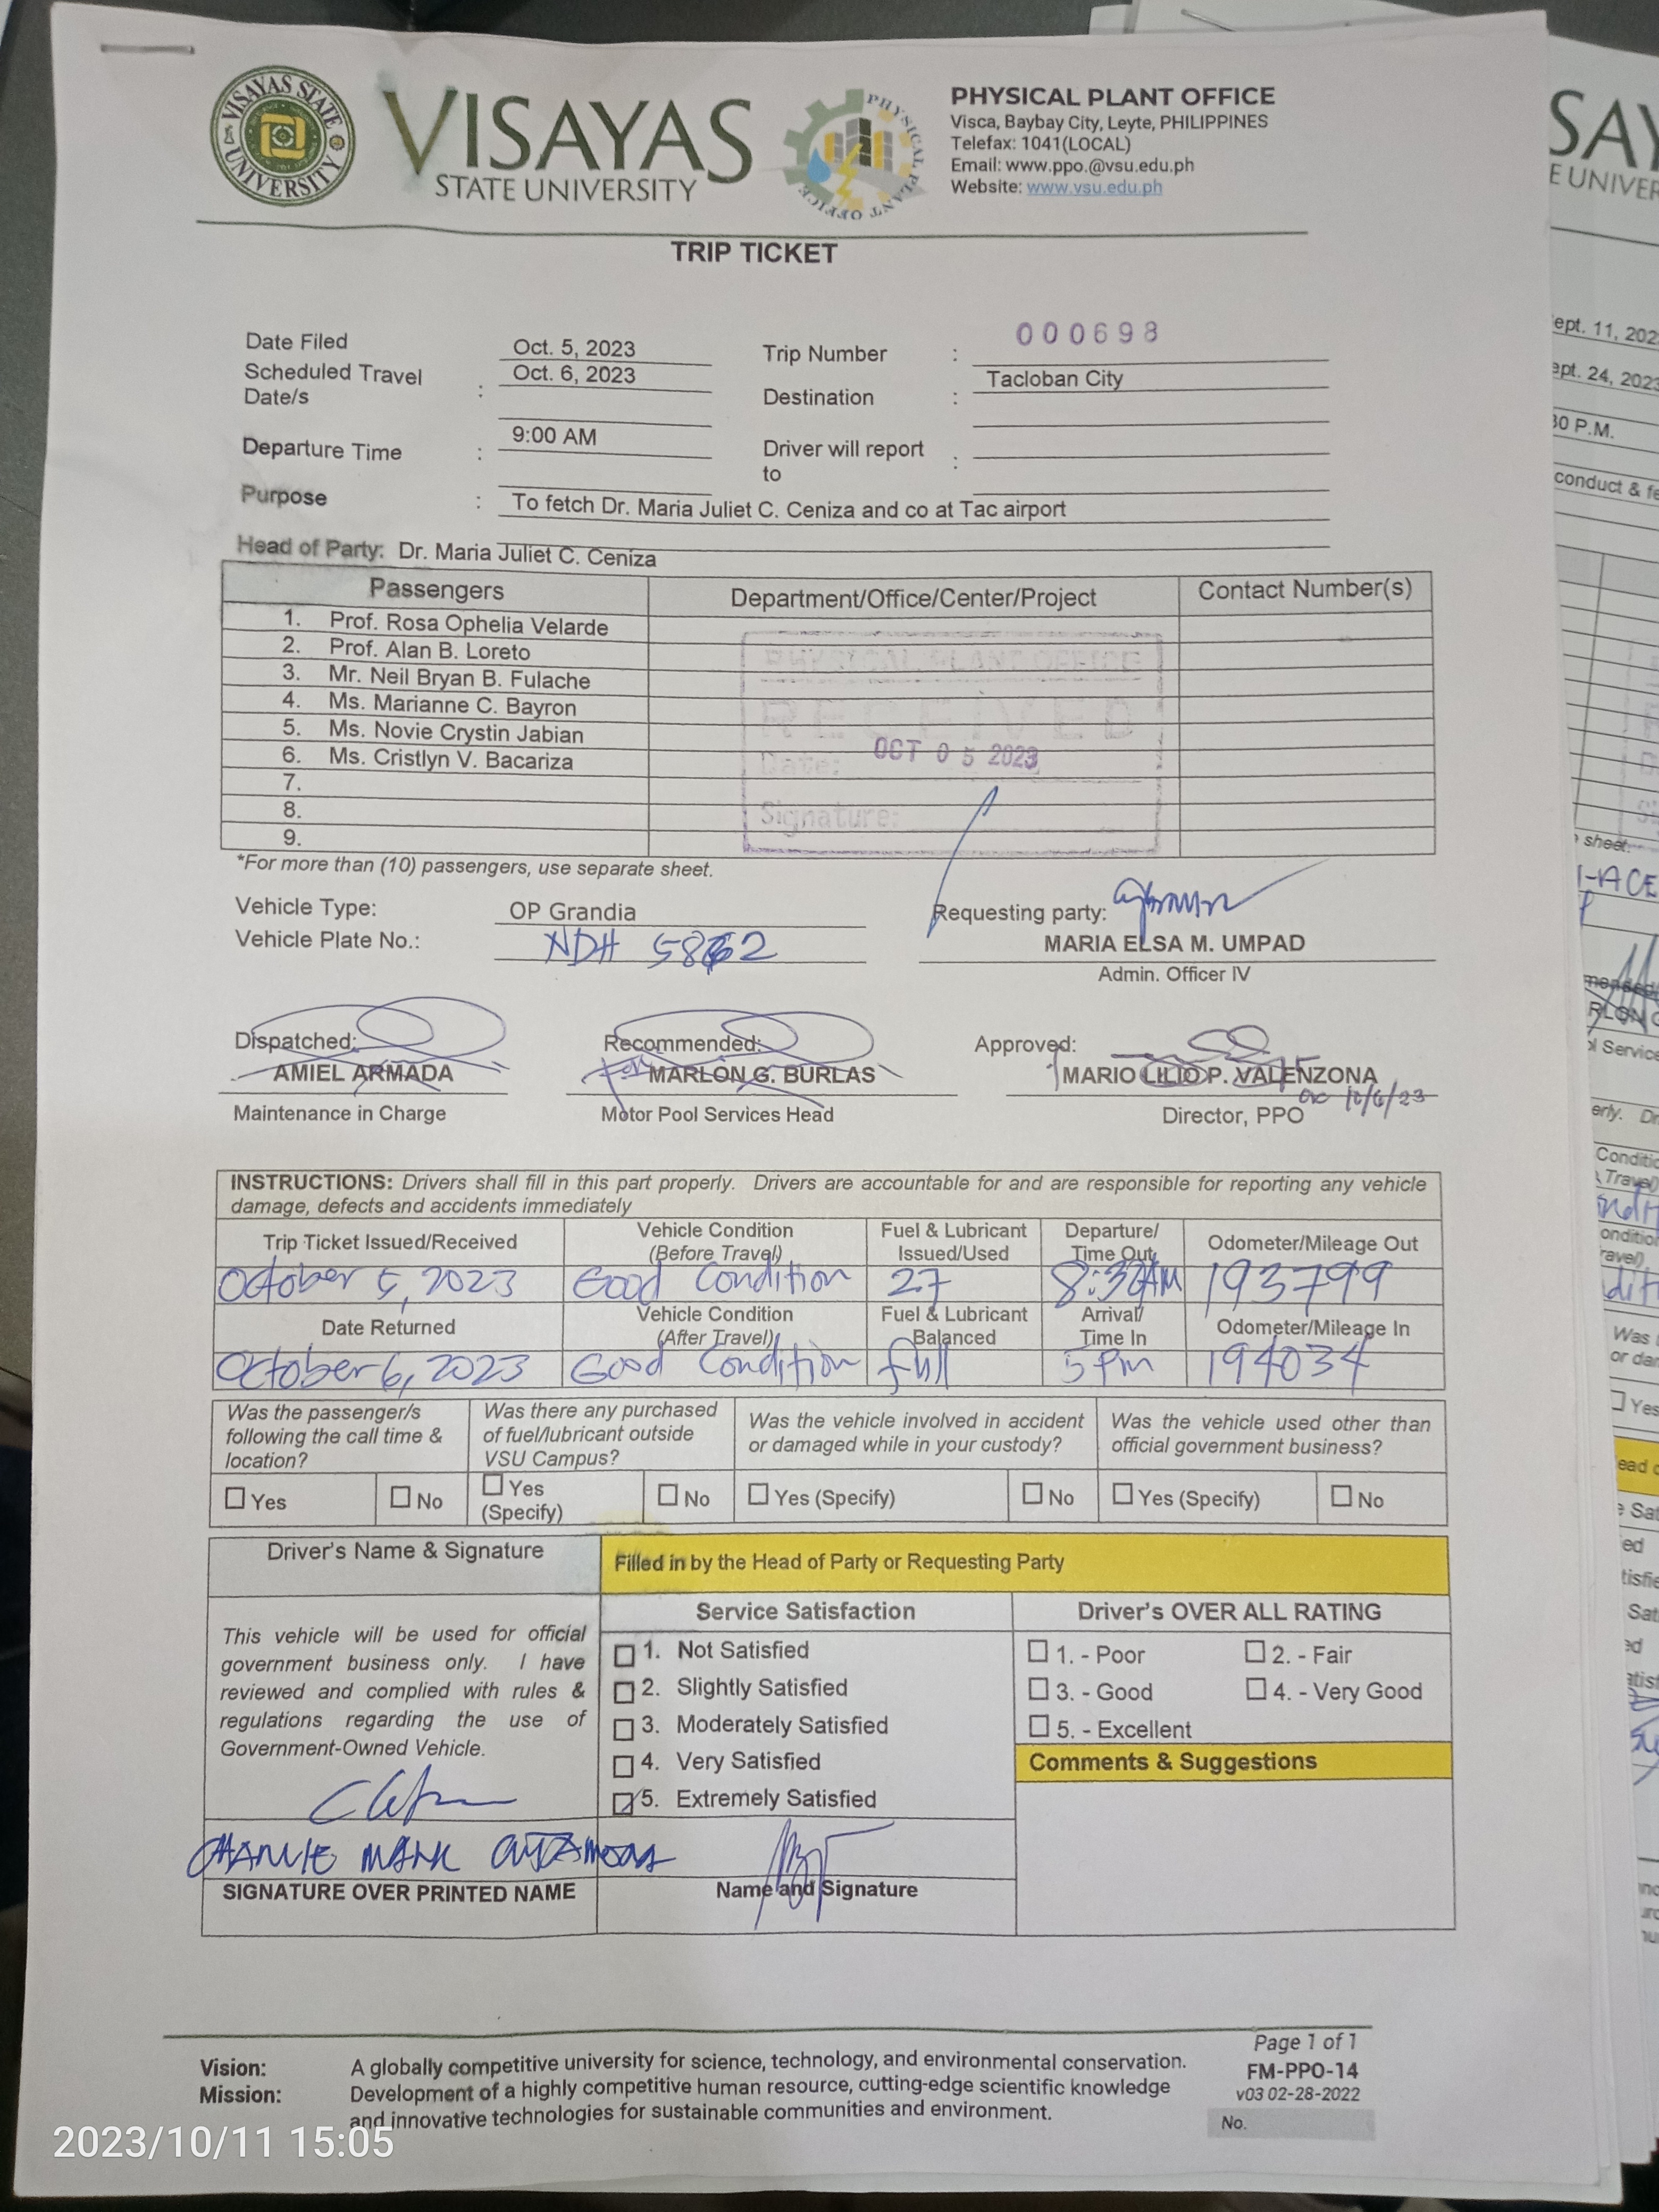 VISAYAS STATE UNIVERSITY
VISAYAS
STATE UNIVERSITY
PHYSICAL PLANT OFFICE
PHYSICAL PLANT OFFICE
Visca, Baybay City, Leyte, PHILIPPINES
Telefax: 1041(LOCAL)
Email: www.ppo.@vsu.edu.ph
Website: www.vsu.edu.ph
TRIP TICKET
Date Filed Oct. 5, 2023
Trip Number : 000698
Scheduled Travel Date/s : Oct. 6, 2023
Destination : Tacloban City
Departure Time : 9:00 AM
Driver will report to :
Purpose : To fetch Dr. Maria Juliet C. Ceniza and co at Tac airport
Head of Party: Dr. Maria Juliet C. Ceniza
Passengers Department/Office/Center/Project Contact Number(s)
1. Prof. Rosa Ophelia Velarde
2. Prof. Alan B. Loreto
3. Mr. Neil Bryan B. Fulache
4. Ms. Marianne C. Bayron
5. Ms. Novie Crystin Jabian
6. Ms. Cristlyn V. Bacariza
7.
8.
9.
PHYSICAL PLANT OFFICE
RECEIVED
Date: OCT 05 2023
Signature:
*For more than (10) passengers, use separate sheet.
Vehicle Type: OP Grandia
Vehicle Plate No.: NDH
Requesting party:
MARIA ELSA M. UMPAD
Admin. Officer IV
Dispatched: Recommended: Approved:
AMIEL ARMADA for MARLON G. BURLAS MARIO LILIO P. VALENZONA
10/6/23
Maintenance in Charge Motor Pool Services Head Director, PPO
INSTRUCTIONS: Drivers shall fill in this part properly. Drivers are accountable for and are responsible for reporting any vehicle
damage, defects and accidents immediately
Trip Ticket Issued/Received Vehicle Condition (Before Travel) Fuel & Lubricant Issued/Used Departure/ Time Out Odometer/Mileage Out
October 5, 2023 Good Condition 27 8:30AM 193799
Date Returned Vehicle Condition (After Travel) Fuel & Lubricant Balanced Arrival/ Time In Odometer/Mileage In
October 6, 2023 Good Condition full 5 Pm 194034
Was the passenger/s following the call time & location?
Was there any purchased of fuel/lubricant outside VSU Campus?
Was the vehicle involved in accident or damaged while in your custody?
Was the vehicle used other than official government business?
Yes No Yes (Specify) No Yes (Specify) No Yes (Specify) No
Driver's Name & Signature
Filled in by the Head of Party or Requesting Party
Service Satisfaction
Driver's OVER ALL RATING
This vehicle will be used for official
government business only. I have
reviewed and complied with rules &
regulations regarding the use of
Government-Owned Vehicle.
1. Not Satisfied
2. Slightly Satisfied
3. Moderately Satisfied
4. Very Satisfied
5. Extremely Satisfied
1. - Poor 2. - Fair
3. - Good 4. - Very Good
5. - Excellent
Comments & Suggestions
MARK
SIGNATURE OVER PRINTED NAME
Name and Signature
Page 1 of 1
FM-PPO-14
v03 02-28-2022
No.
Vision: A globally competitive university for science, technology, and environmental conservation.
Mission: Development of a highly competitive human resource, cutting-edge scientific knowledge
and innovative technologies for sustainable communities and environment.
2023/10/11 15:05